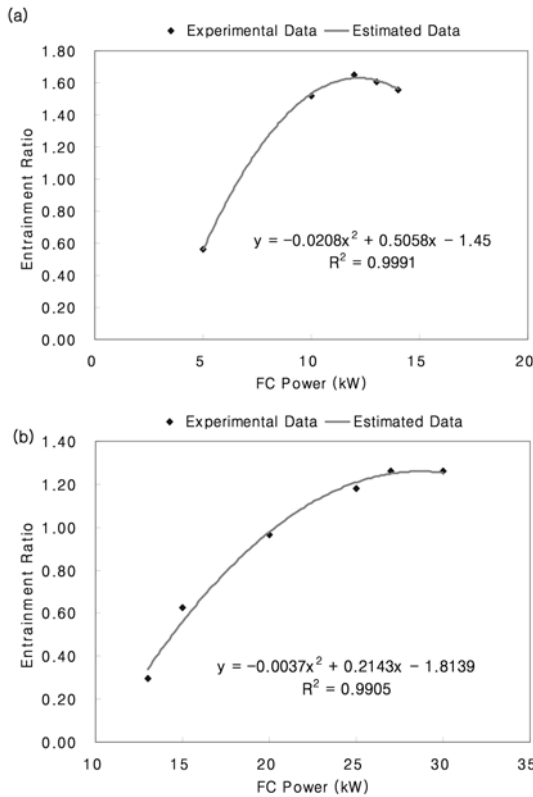 (a)
◆ Experimental Data — Estimated Data
1.80
1.60
1.40
1.20
1.00
0.80
0.60
0.40
0.20
0.00
Entrainment Ratio
y = -0.0208x² + 0.5058x - 1.45
R² = 0.9991
0 5 10 15 20
FC Power (kW)
(b)
◆ Experimental Data — Estimated Data
1.40
1.20
1.00
0.80
0.60
0.40
0.20
0.00
Entrainment Ratio
y = -0.0037x² + 0.2143x - 1.8139
R² = 0.9905
10 15 20 25 30 35
FC Power (kW)